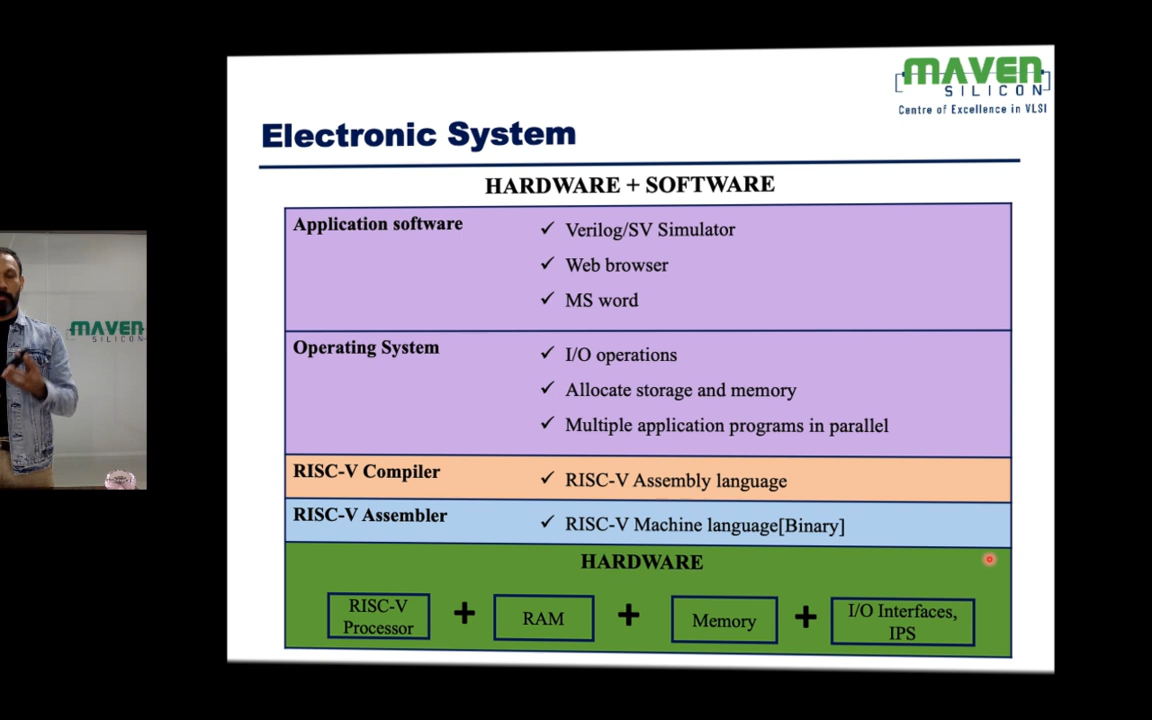 MAVEN
SILICON
Centre of Excellence in VLSI
Electronic System
HARDWARE + SOFTWARE
Application software
✓ Verilog/SV Simulator
✓ Web browser
✓ MS word
Operating System
✓ I/O operations
✓ Allocate storage and memory
✓ Multiple application programs in parallel
RISC-V Compiler
✓ RISC-V Assembly language
RISC-V Assembler
✓ RISC-V Machine language[Binary]
HARDWARE
RISC-V
Processor
+
RAM
+
Memory
+
I/O Interfaces,
IPS
MAVEN
SILICON